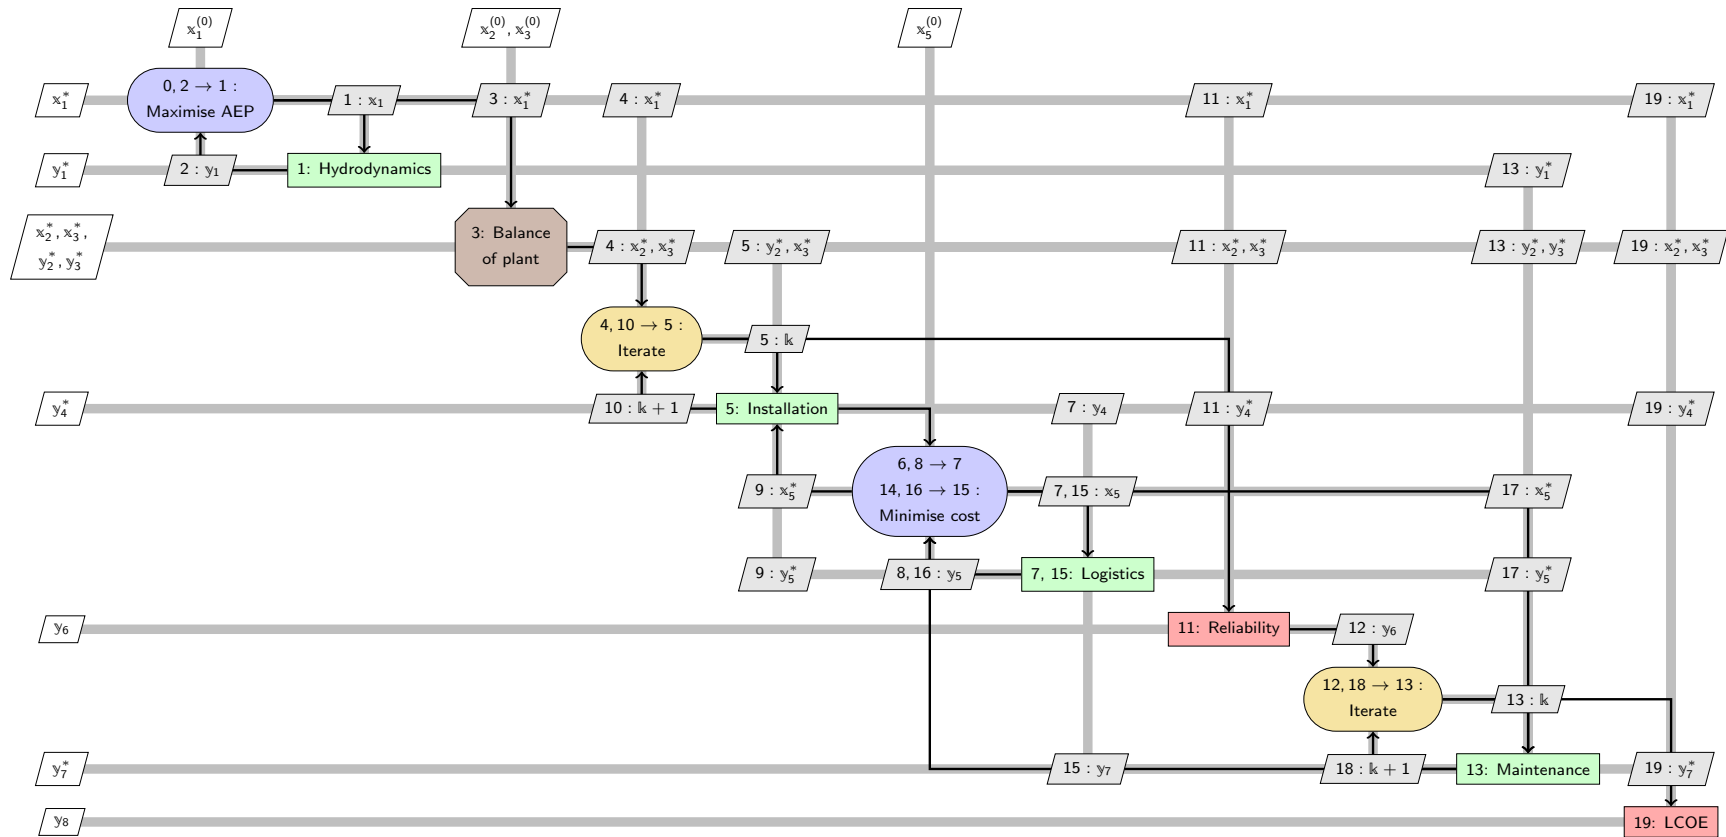 𝕩₁⁽⁰⁾
𝕩₂⁽⁰⁾, 𝕩₃⁽⁰⁾
𝕩₅⁽⁰⁾
𝕩₁*
0, 2 → 1 :
Maximise AEP
1 : 𝕩₁
3 : 𝕩₁*
4 : 𝕩₁*
11 : 𝕩₁*
19 : 𝕩₁*
𝕪₁*
2 : 𝕪₁
1: Hydrodynamics
13 : 𝕪₁*
𝕩₂*, 𝕩₃*,
𝕪₂*, 𝕪₃*
3: Balance
of plant
4 : 𝕩₂*, 𝕩₃*
5 : 𝕪₂*, 𝕩₃*
11 : 𝕩₂*, 𝕩₃*
13 : 𝕪₂*, 𝕪₃*
19 : 𝕩₂*, 𝕩₃*
4, 10 → 5 :
Iterate
5 : 𝕜
𝕪₄*
10 : 𝕜 + 1
5: Installation
7 : 𝕪₄
11 : 𝕪₄*
19 : 𝕪₄*
9 : 𝕩₅*
6, 8 → 7
14, 16 → 15 :
Minimise cost
7, 15 : 𝕩₅
17 : 𝕩₅*
9 : 𝕪₅*
8, 16 : 𝕪₅
7, 15: Logistics
17 : 𝕪₅*
𝕪₆
11: Reliability
12 : 𝕪₆
12, 18 → 13 :
Iterate
13 : 𝕜
𝕪₇*
15 : 𝕪₇
18 : 𝕜 + 1
13: Maintenance
19 : 𝕪₇*
𝕪₈
19: LCOE